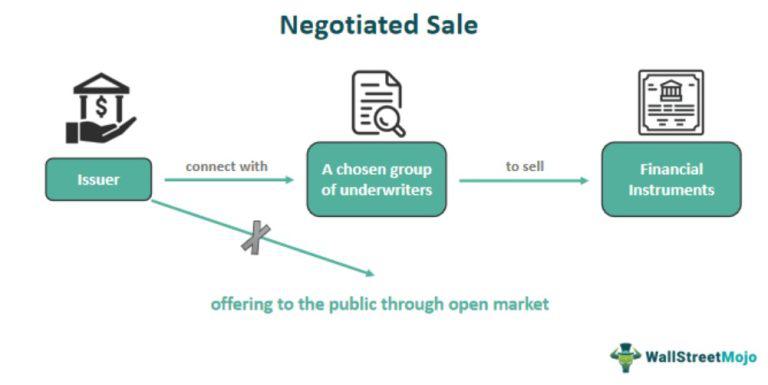 Negotiated Sale
$
Issuer
connect with
A chosen group
of underwriters
to sell
Financial
Instruments
offering to the public through open market
WallStreetMojo